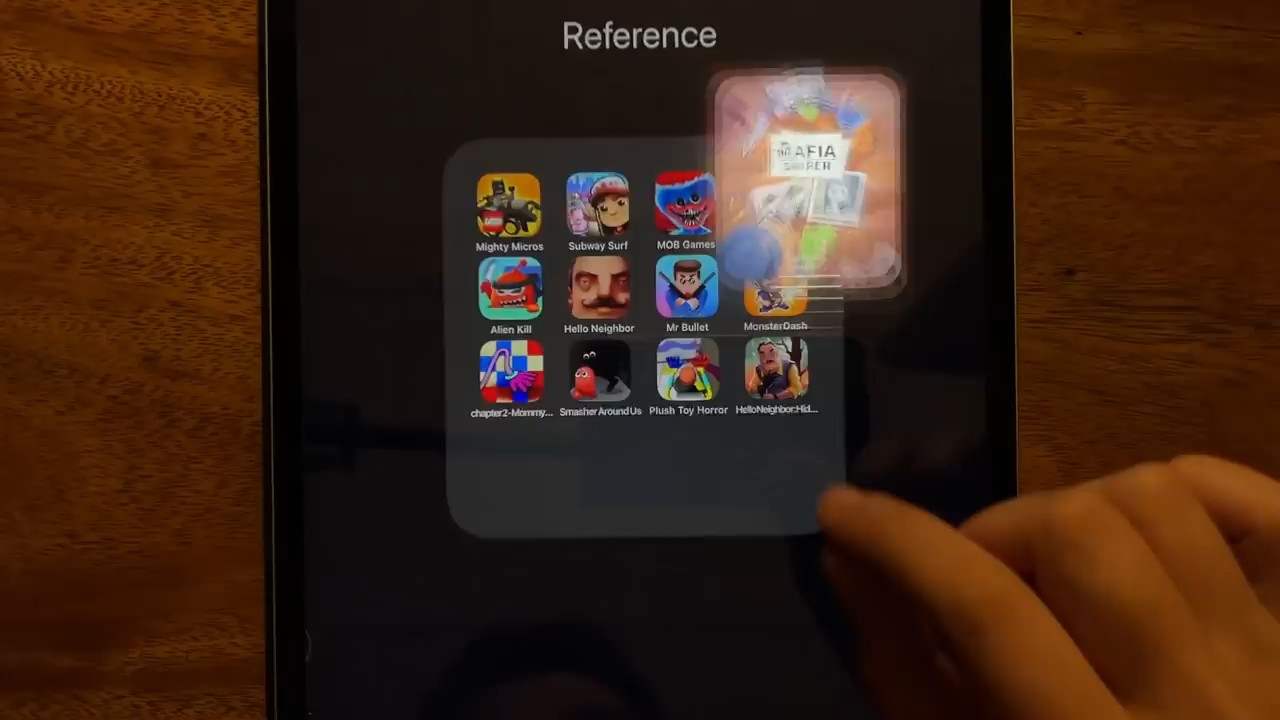 Reference
MAFIA
Mighty Micros
Subway Surf
MOB Games
Alien Kill
Hello Neighbor
Mr Bullet
MonsterDash
chapter2-Mommy...
SmasherAroundUs
Plush Toy Horror
HelloNeighbor:Hid...